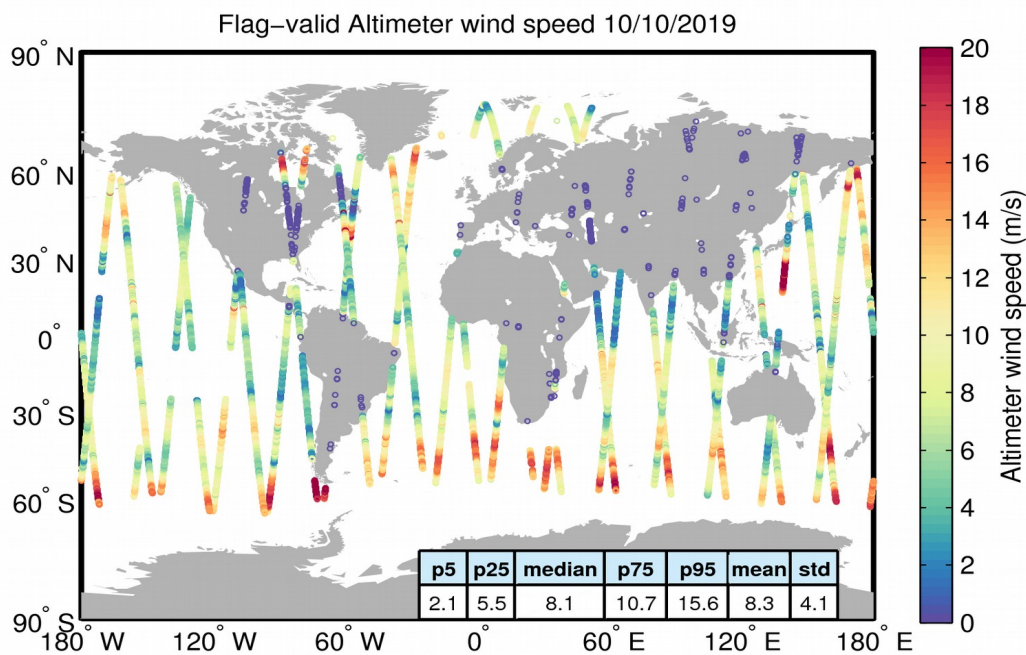 Flag-valid Altimeter wind speed 10/10/2019
90° N
60° N
30° N
0°
30° S
60° S
90° S
180° W
120° W
60° W
0°
60° E
120° E
180° E
p5 p25 median p75 p95 mean std
2.1 5.5 8.1 10.7 15.6 8.3 4.1
20
18
16
14
12
10
8
6
4
2
0
Altimeter wind speed (m/s)